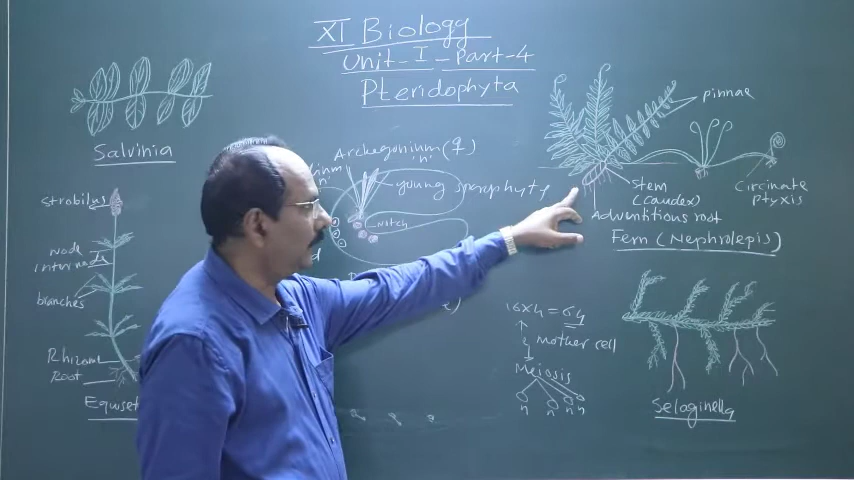 XI Biology
Unit-I-Part-4
Pteridophyta
Salvinia
Strobilus
node
branches
Rhizome
Root
Archegonium 'n' (♀)
young sporophyte
notch
pinnae
Stem
(caudex)
Circinate
ptyxis
Adventitious root
Fern (Nephrolepis)
16x4 = 64
Mother cell
Meiosis
n n n n
Selaginella